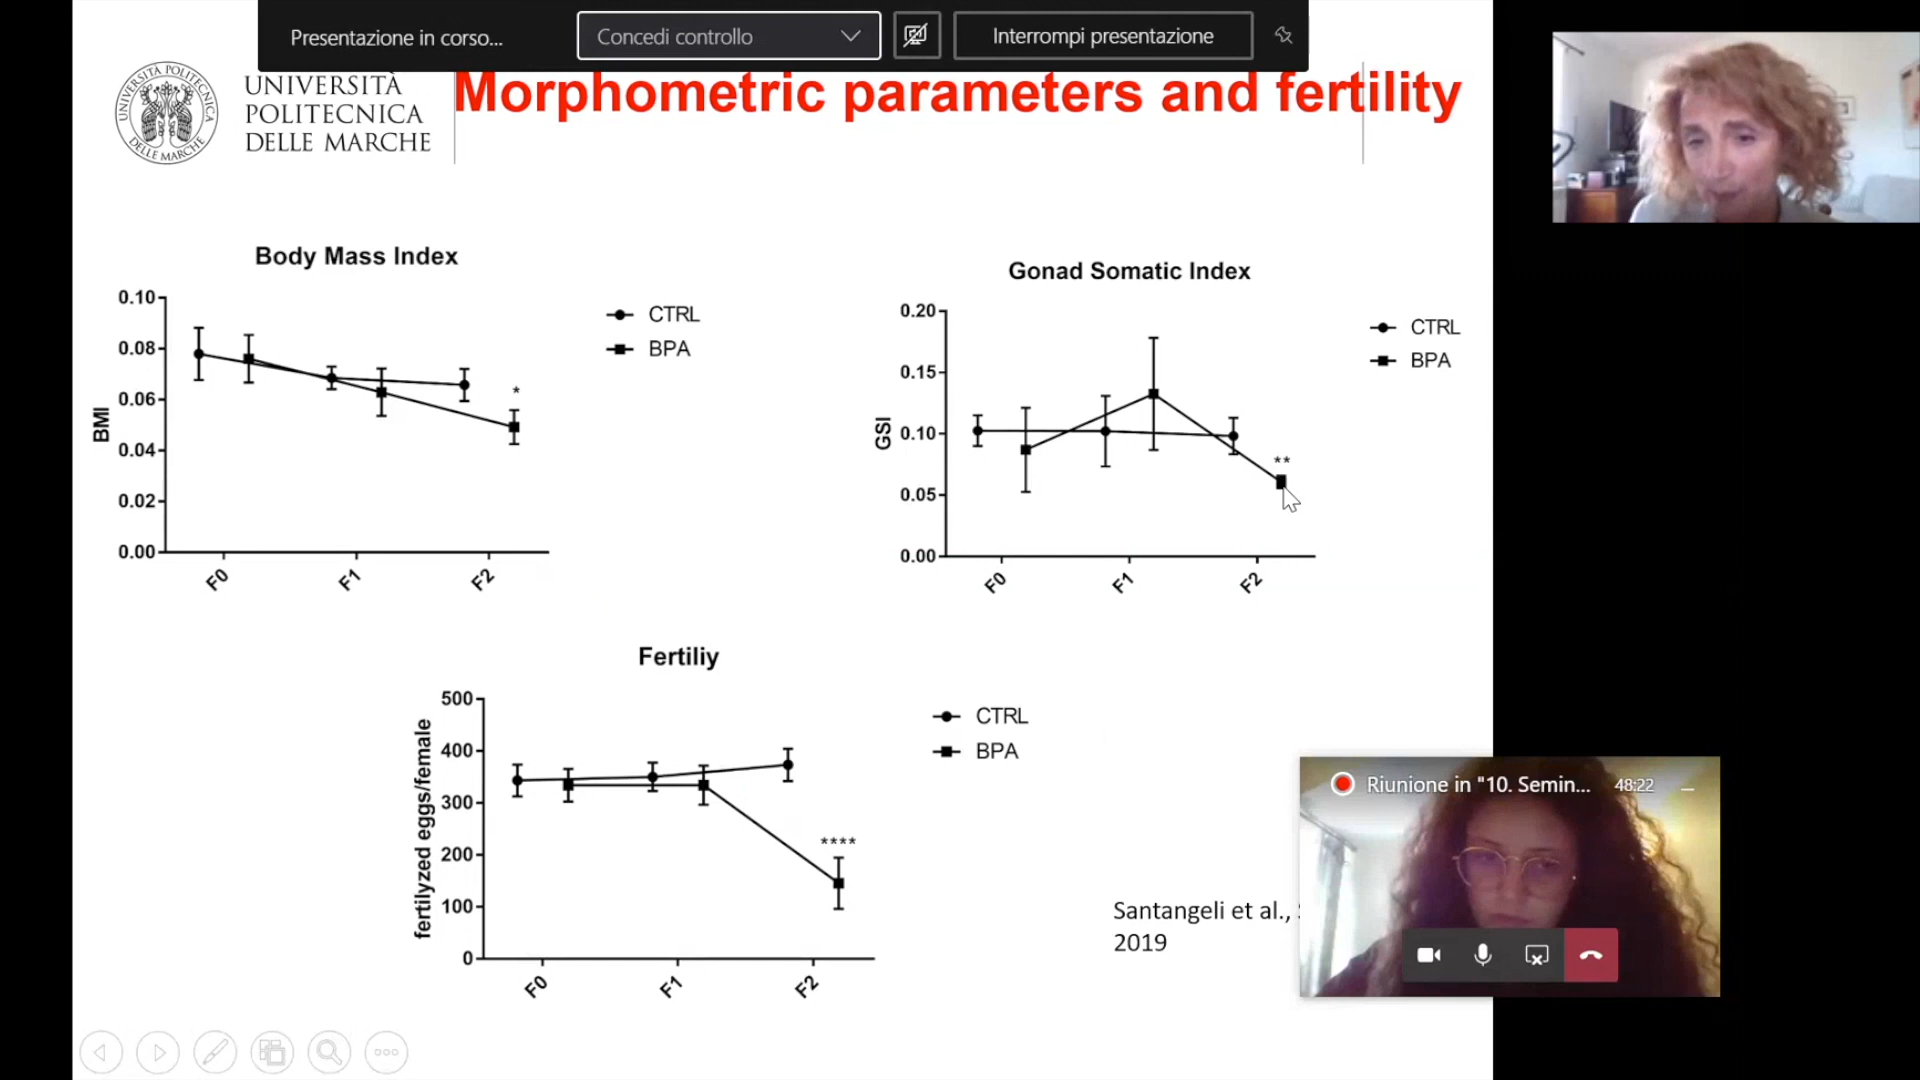 Presentazione in corso...
Concedi controllo
Interrompi presentazione
UNIVERSITÀ POLITECNICA
DELLE MARCHE
UNIVERSITÀ
POLITECNICA
DELLE MARCHE
Morphometric parameters and fertility
Body Mass Index
0.10
0.08
0.06
0.04
0.02
0.00
BMI
*
F0
F1
F2
CTRL
BPA
Gonad Somatic Index
0.20
0.15
0.10
0.05
0.00
GSI
**
F0
F1
F2
CTRL
BPA
Fertiliy
500
400
300
200
100
0
fertilyzed eggs/female
****
F0
F1
F2
CTRL
BPA
Santangeli et al.,
2019
Riunione in "10. Semin... 48:22